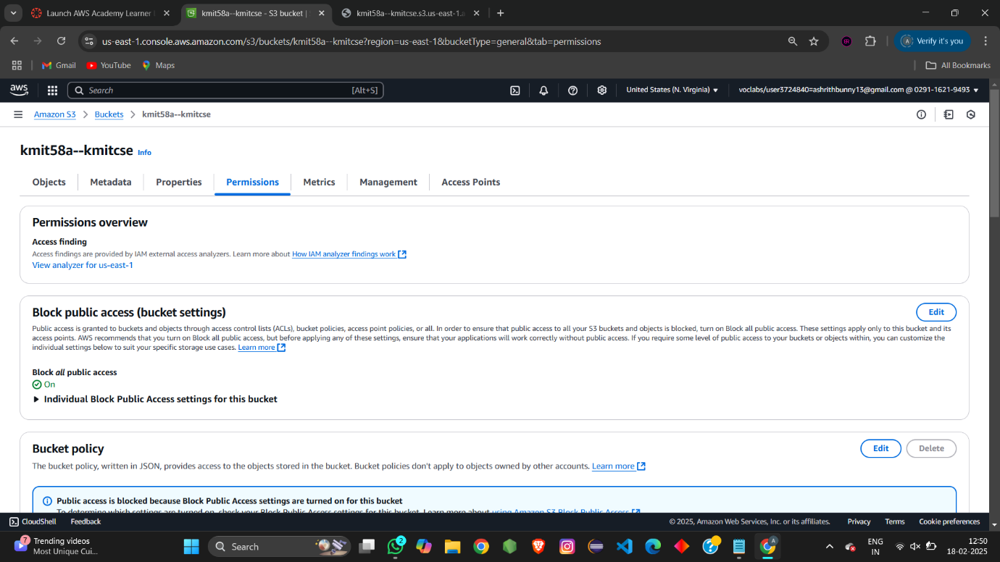 Launch AWS Academy Learner
kmit58a--kmitcse - S3 bucket |
kmit58a--kmitcse.s3.us-east-1.a
us-east-1.console.aws.amazon.com/s3/buckets/kmit58a--kmitcse?region=us-east-1&bucketType=general&tab=permissions
Verify it's you
Gmail
YouTube
Maps
All Bookmarks
aws
Search
[Alt+S]
United States (N. Virginia)
voclabs/user3724840=ashrithbunny13@gmail.com @ 0291-1621-9493
Amazon S3
Buckets
kmit58a--kmitcse
kmit58a--kmitcse Info
Objects
Metadata
Properties
Permissions
Metrics
Management
Access Points
Permissions overview
Access finding
Access findings are provided by IAM external access analyzers. Learn more about How IAM analyzer findings work
View analyzer for us-east-1
Block public access (bucket settings)
Edit
Public access is granted to buckets and objects through access control lists (ACLs), bucket policies, access point policies, or all. In order to ensure that public access to all your S3 buckets and objects is blocked, turn on Block all public access. These settings apply only to this bucket and its
access points. AWS recommends that you turn on Block all public access, but before applying any of these settings, ensure that your applications will work correctly without public access. If you require some level of public access to your buckets or objects within, you can customize the
individual settings below to suit your specific storage use cases. Learn more
Block all public access
On
Individual Block Public Access settings for this bucket
Bucket policy
Edit
Delete
The bucket policy, written in JSON, provides access to the objects stored in the bucket. Bucket policies don't apply to objects owned by other accounts. Learn more
Public access is blocked because Block Public Access settings are turned on for this bucket
To determine which settings are turned on, check your Block Public Access settings for this bucket. Learn more about using Amazon S3 Block Public Access
CloudShell
Feedback
© 2025, Amazon Web Services, Inc. or its affiliates.
Privacy
Terms
Cookie preferences
7
Trending videos
Most Unique Cui...
Search
2
A
ENG
IN
12:50
18-02-2025